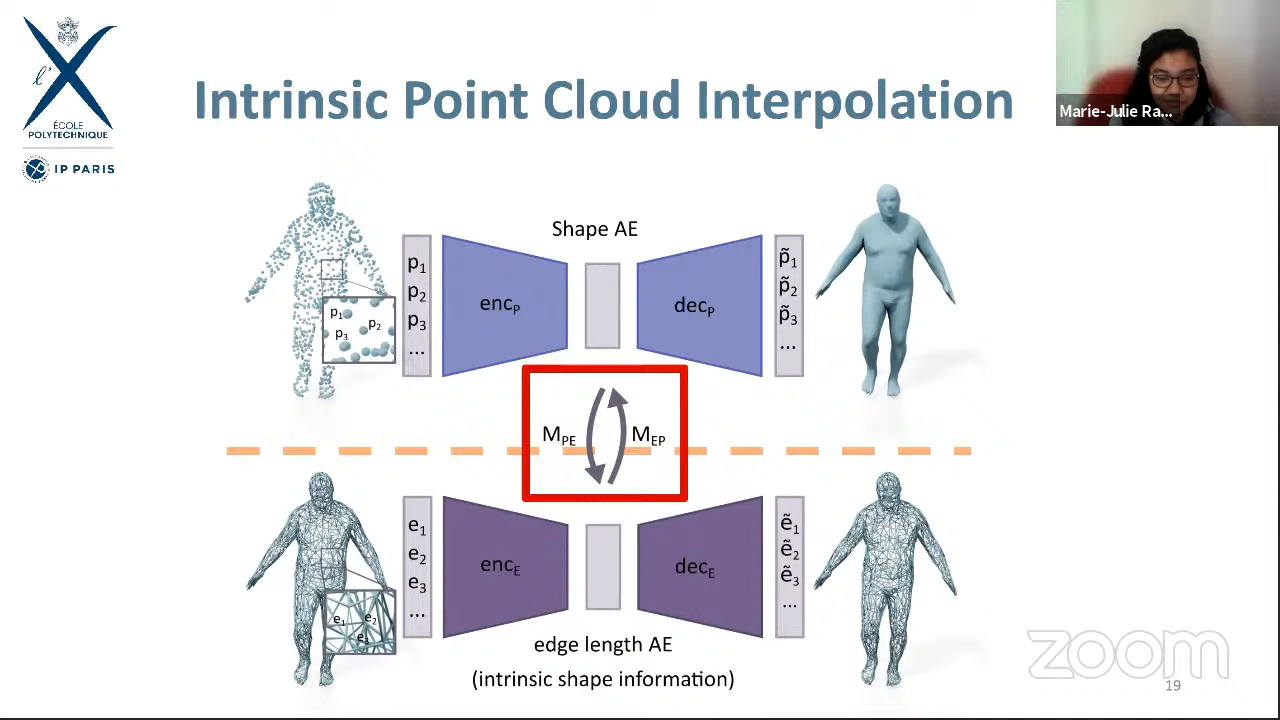 l'
ÉCOLE
POLYTECHNIQUE
IP PARIS
Intrinsic Point Cloud Interpolation
Marie-Julie Ra...
Shape AE
p₁
p₂
p₃
p₁
p₂
p₃
...
encₚ
decₚ
p̃₁
p̃₂
p̃₃
...
M_PE
M_EP
e₁
e₂
e₃
e₁
e₂
e₃
...
enc_E
dec_E
ẽ₁
ẽ₂
ẽ₃
...
edge length AE
(intrinsic shape information)
zoom
19